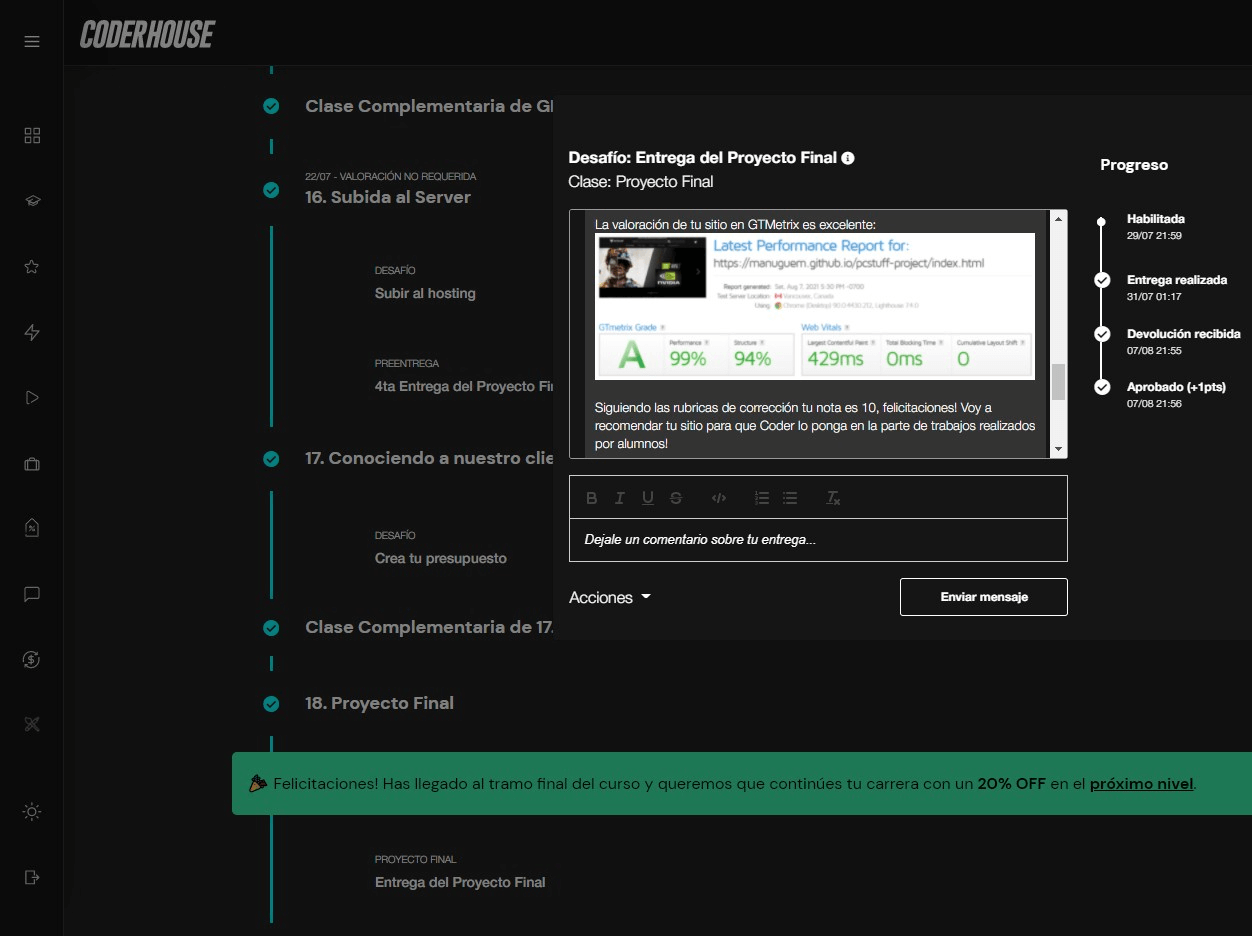 CODERHOUSE
Clase Complementaria de
22/07 - VALORACIÓN NO REQUERIDA
16. Subida al Server
DESAFÍO
Subir al hosting
PREENTREGA
4ta Entrega del Proyecto
17. Conociendo a nuestro
DESAFÍO
Crea tu presupuesto
Clase Complementaria de 17.
18. Proyecto Final
Desafío: Entrega del Proyecto Final
Clase: Proyecto Final
La valoración de tu sitio en GTMetrix es excelente:
Latest Performance Report for:
https://manuguem.github.io/pcstuff-project/index.html
Report generated: Sat, Aug 7, 2021 5:30 PM -0700
Test Server Location: Vancouver, Canada
Using: Chrome (Desktop) 90.0.4430.212, Lighthouse 7.4.0
GTmetrix Grade
Web Vitals
Performance
Structure
Largest Contentful Paint
Total Blocking Time
Cumulative Layout Shift
A
99%
94%
429ms
0ms
0
NVIDIA
Siguiendo las rubricas de corrección tu nota es 10, felicitaciones! Voy a
recomendar tu sitio para que Coder lo ponga en la parte de trabajos realizados
por alumnos!
Dejale un comentario sobre tu entrega...
Acciones
Enviar mensaje
Progreso
Habilitada
29/07 21:59
Entrega realizada
31/07 01:17
Devolución recibida
07/08 21:55
Aprobado (+1pts)
07/08 21:56
Felicitaciones! Has llegado al tramo final del curso y queremos que continúes tu carrera con un 20% OFF en el próximo nivel.
PROYECTO FINAL
Entrega del Proyecto Final